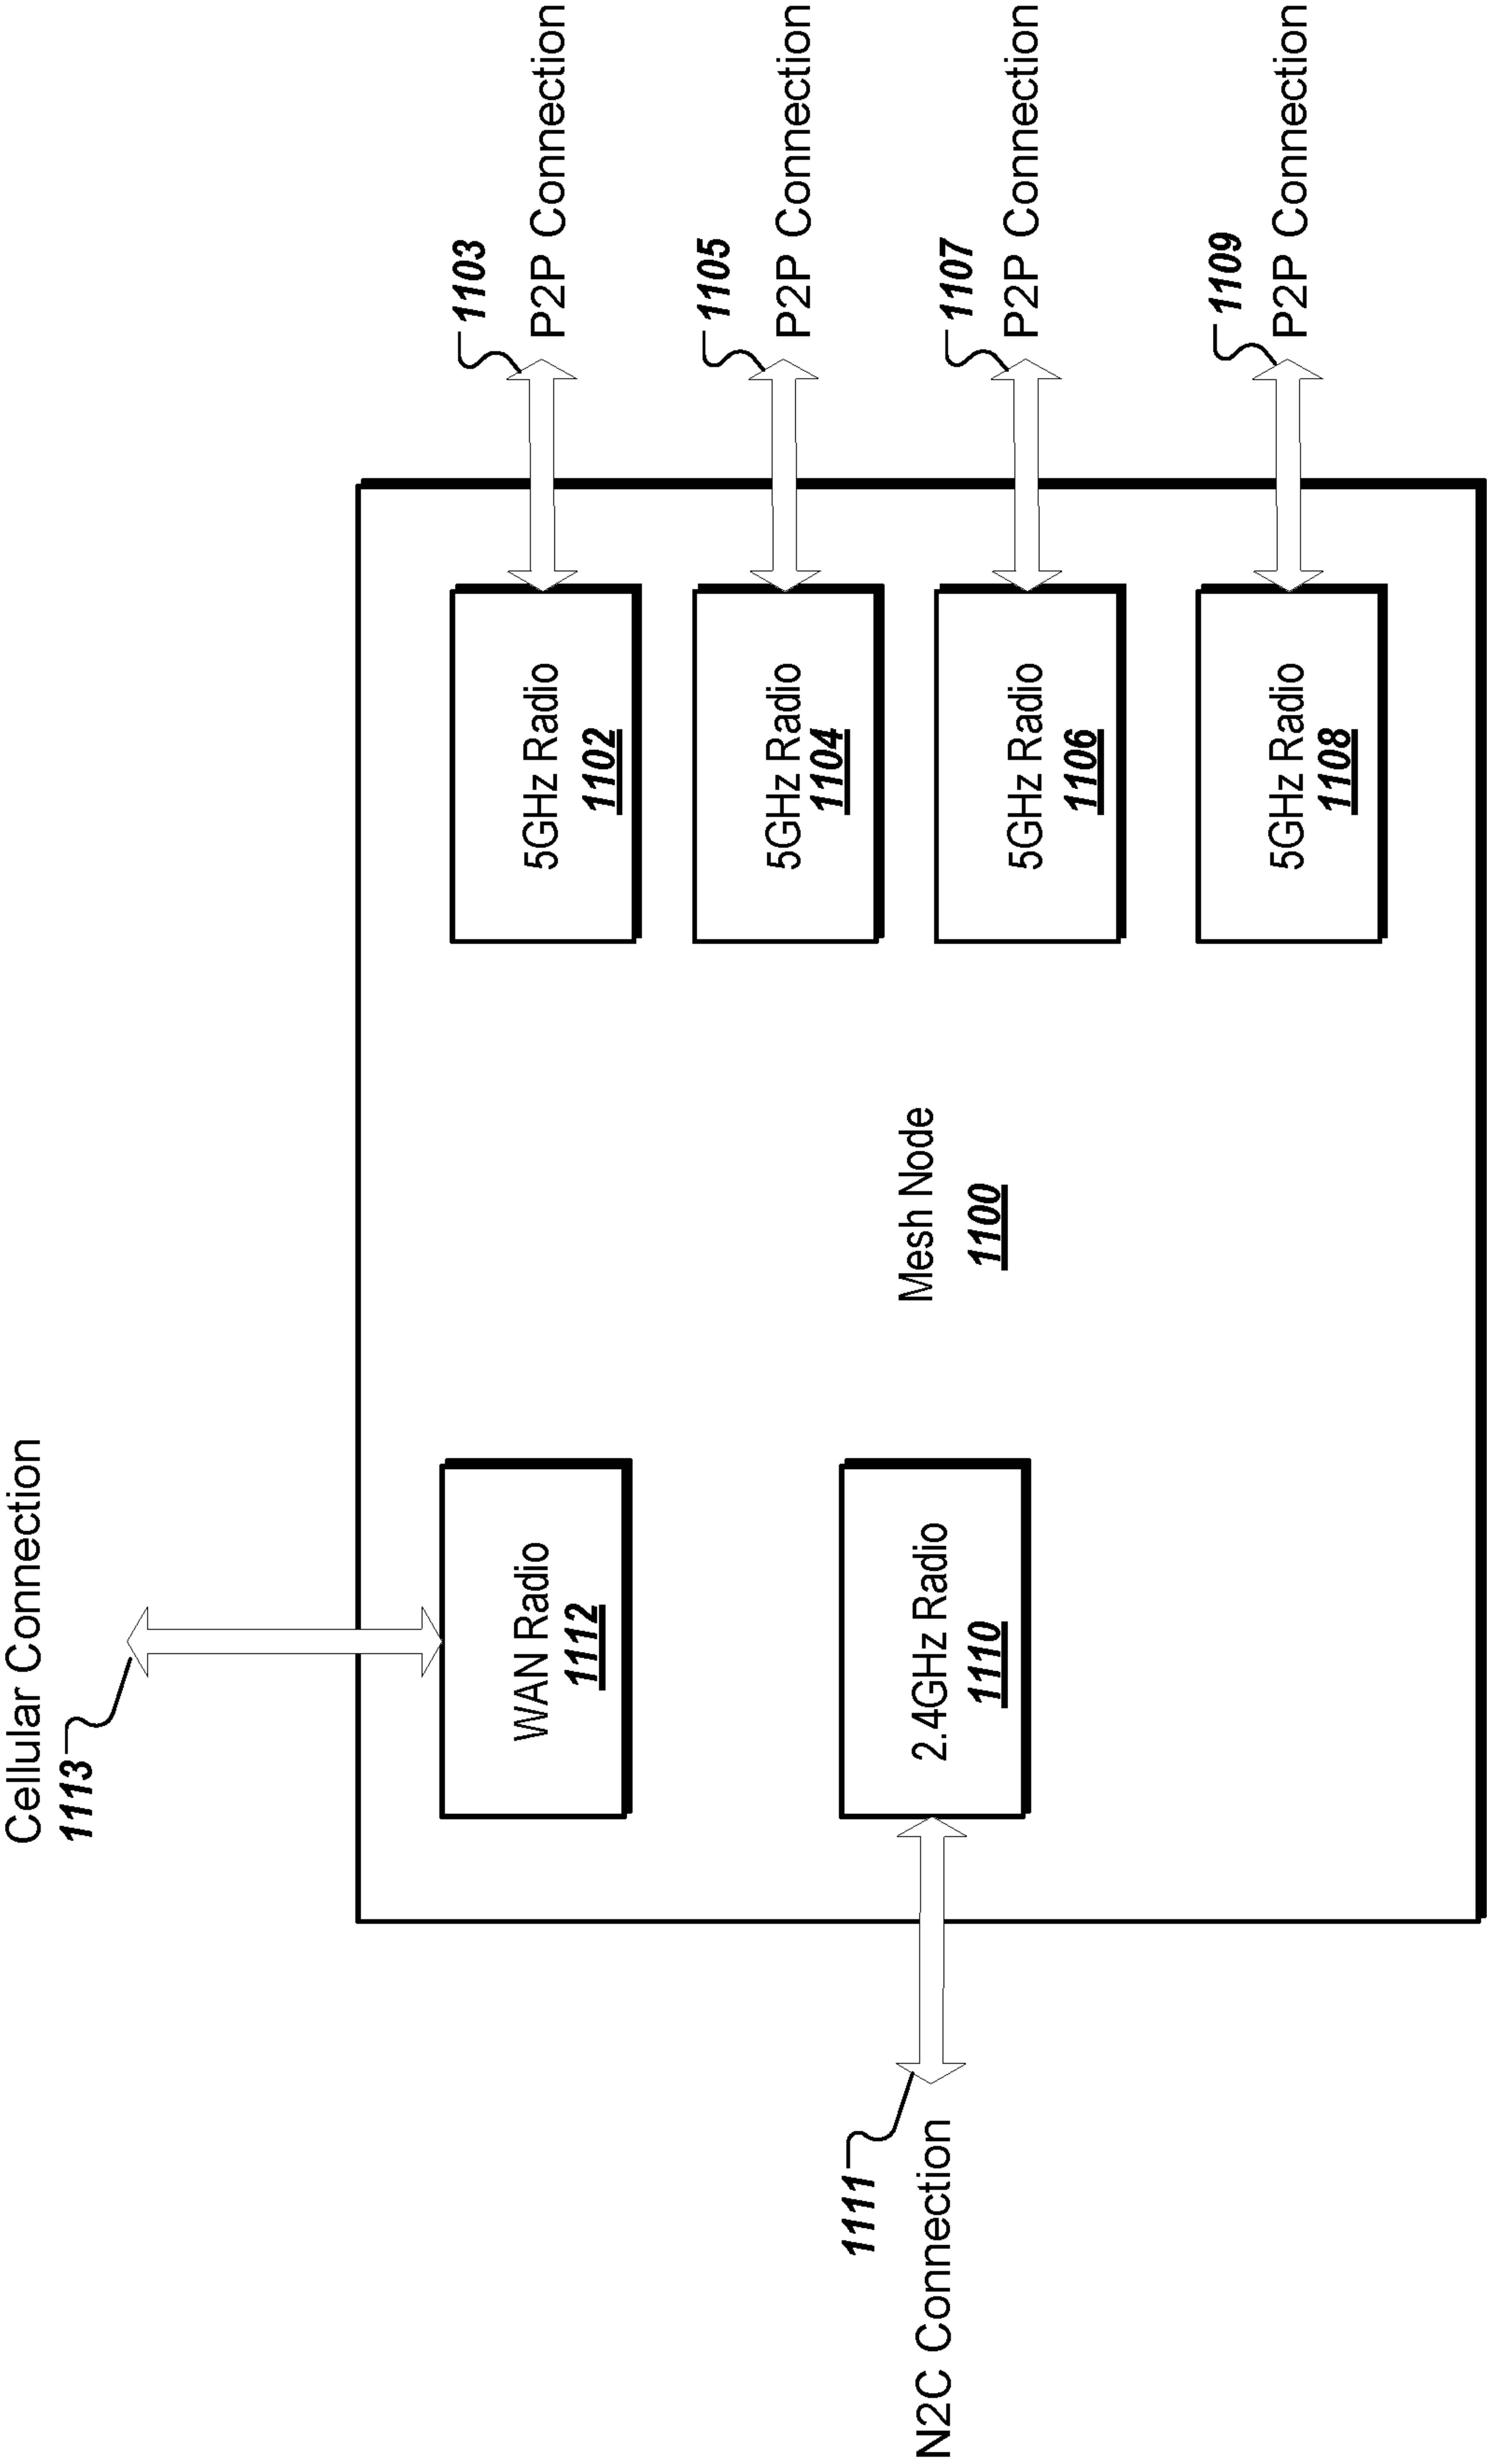 Cellular Connection
1113
WAN Radio
1112
1103
P2P Connection
5GHz Radio
1102
1105
P2P Connection
5GHz Radio
1104
Mesh Node
1100
1111
N2C Connection
2.4GHz Radio
1110
1107
P2P Connection
5GHz Radio
1106
1109
P2P Connection
5GHz Radio
1108